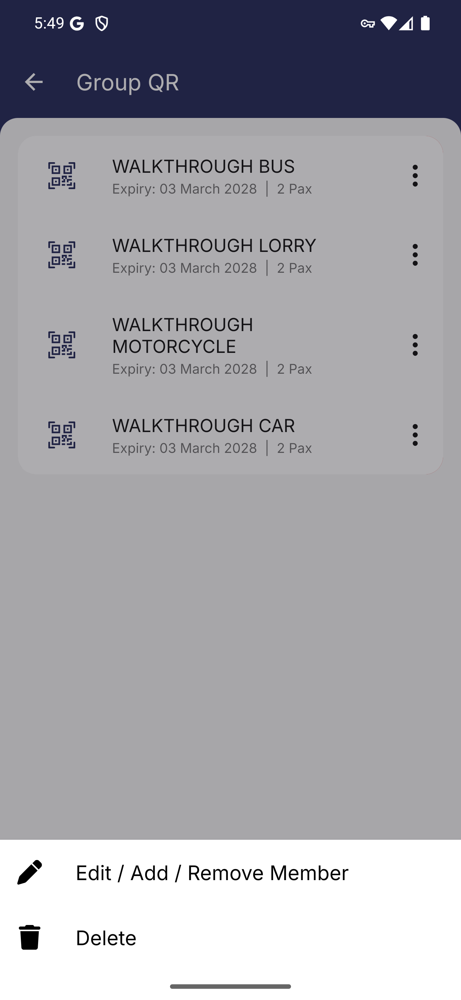 5:49
Group QR
WALKTHROUGH BUS
Expiry: 03 March 2028 | 2 Pax
WALKTHROUGH LORRY
Expiry: 03 March 2028 | 2 Pax
WALKTHROUGH
MOTORCYCLE
Expiry: 03 March 2028 | 2 Pax
WALKTHROUGH CAR
Expiry: 03 March 2028 | 2 Pax
Edit / Add / Remove Member
Delete